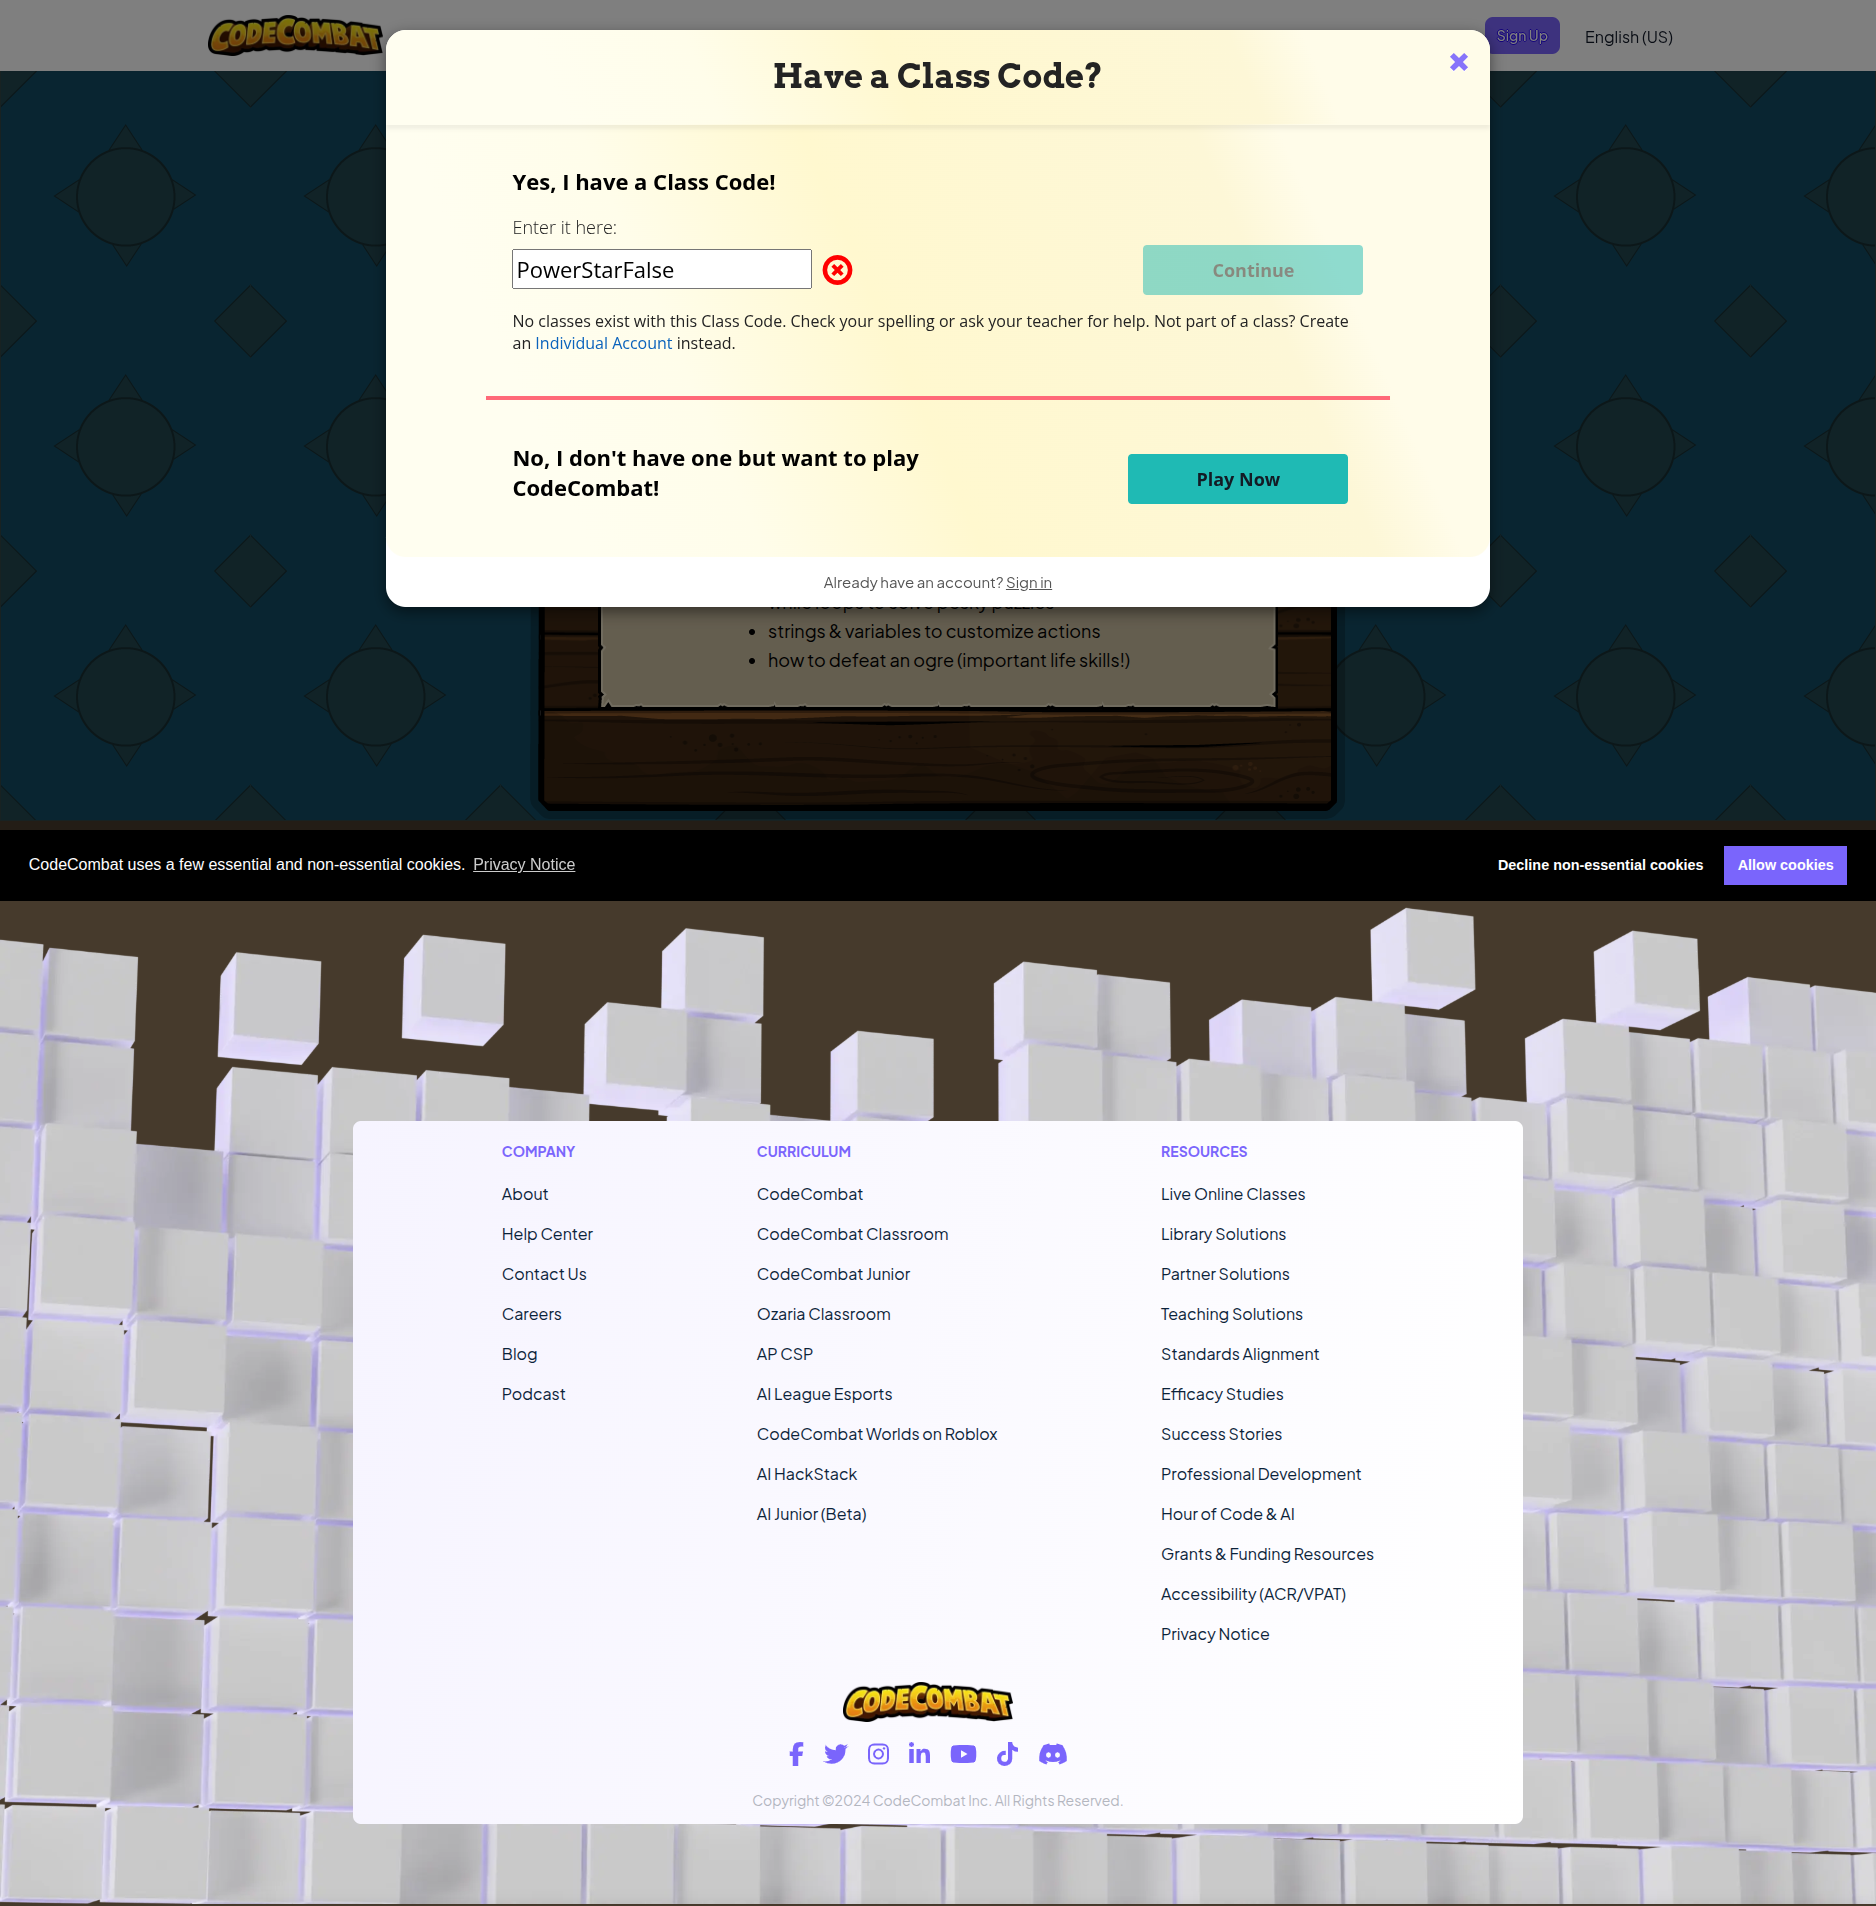 CODECOMBAT
Sign Up
English (US)
Have a Class Code?
Yes, I have a Class Code!
Enter it here:
PowerStarFalse
Continue
No classes exist with this Class Code. Check your spelling or ask your teacher for help. Not part of a class? Create
an Individual Account instead.
No, I don't have one but want to play
CodeCombat!
Play Now
Already have an account? Sign in
strings & variables to customize actions
how to defeat an ogre (important life skills!)
CodeCombat uses a few essential and non-essential cookies. Privacy Notice
Decline non-essential cookies
Allow cookies
COMPANY
About
Help Center
Contact Us
Careers
Blog
Podcast
CURRICULUM
CodeCombat
CodeCombat Classroom
CodeCombat Junior
Ozaria Classroom
AP CSP
AI League Esports
CodeCombat Worlds on Roblox
AI HackStack
AI Junior (Beta)
RESOURCES
Live Online Classes
Library Solutions
Partner Solutions
Teaching Solutions
Standards Alignment
Efficacy Studies
Success Stories
Professional Development
Hour of Code & AI
Grants & Funding Resources
Accessibility (ACR/VPAT)
Privacy Notice
CODECOMBAT
Copyright ©2024 CodeCombat Inc. All Rights Reserved.